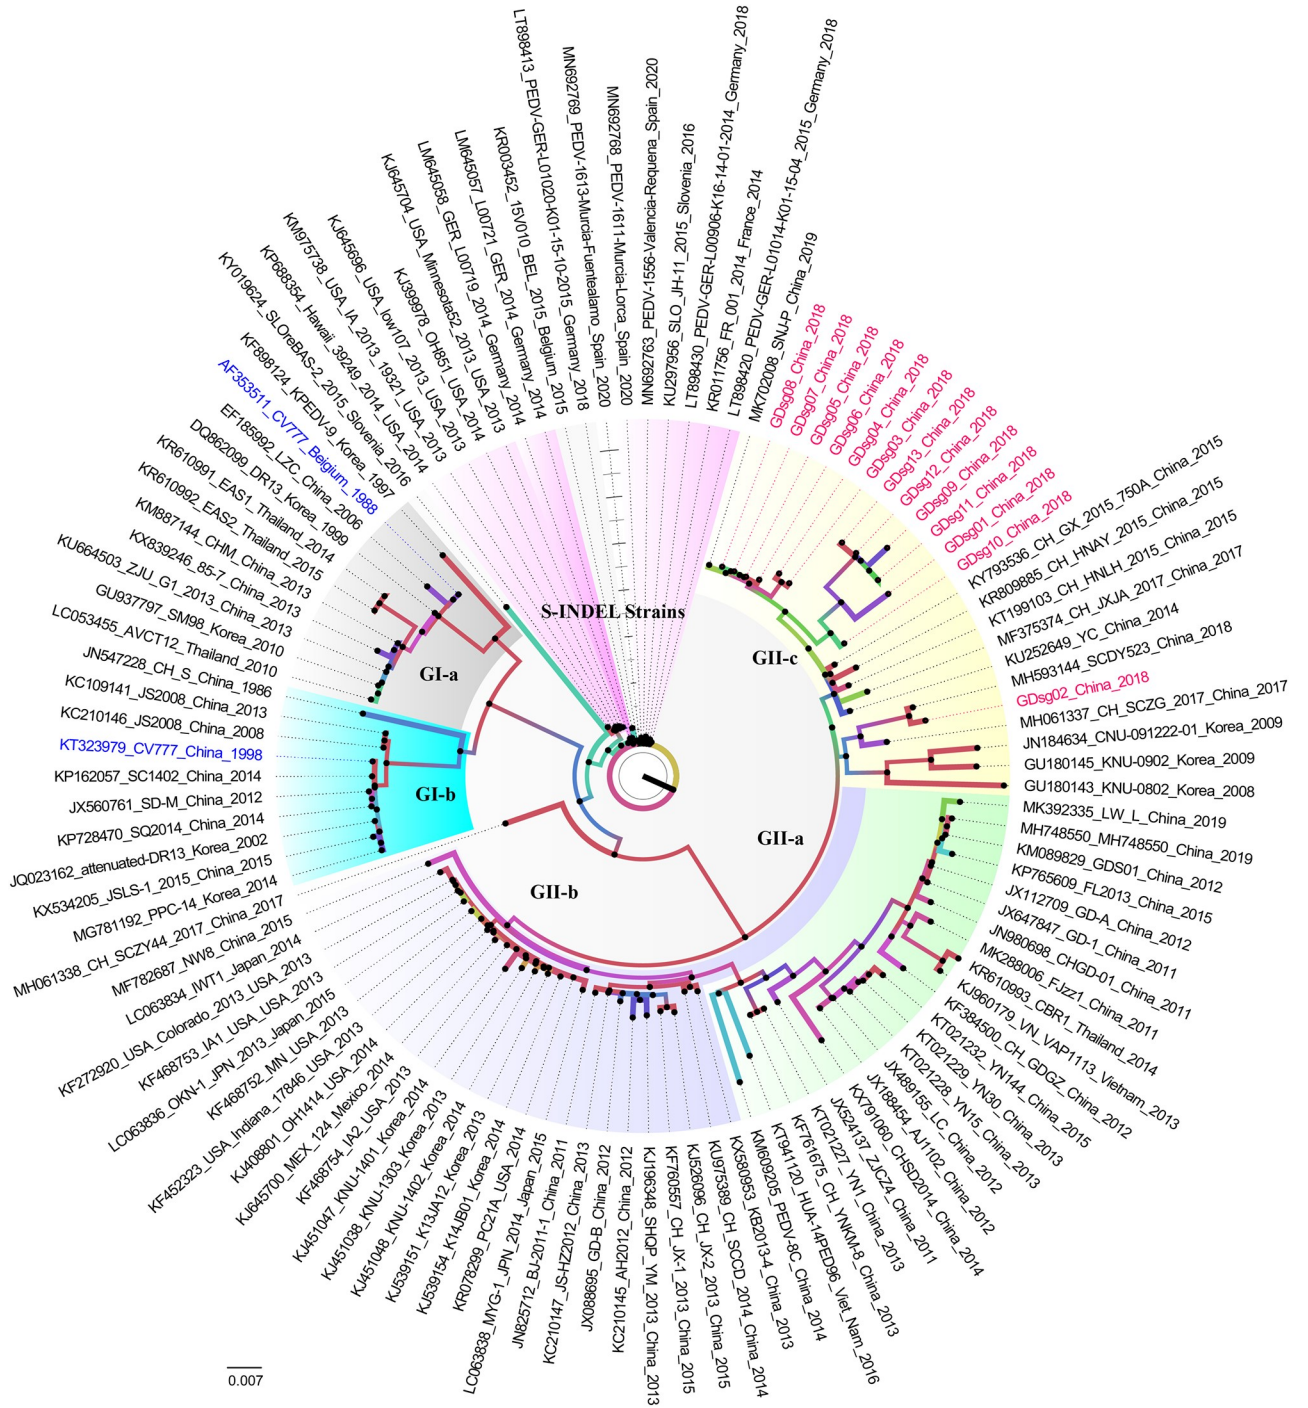 LT898413_PEDV-GER-L01020-K01-15-10-2015_Germany_2018
MN692769_PEDV-1613-Murcia-Fuentealamo_Spain_2020
MN692768_PEDV-1611-Murcia-Lorca_Spain_2020
MN692763_PEDV-1556-Valencia-Requena_Spain_2020
KU297956_SLO_JH-11_2015_Slovenia_2016
LT898430_PEDV-GER-L00906-K16-14-01-2014_Germany_2018
KR011756_FR_001_2014_France_2014
LT898420_PEDV-GER-L01014-K01-15-04_2015_Germany_2018
MK702008_SNJ-P_China_2019
GDsg08_China_2018
GDsg07_China_2018
GDsg05_China_2018
GDsg06_China_2018
GDsg04_China_2018
GDsg03_China_2018
GDsg13_China_2018
GDsg12_China_2018
GDsg09_China_2018
GDsg11_China_2018
GDsg01_China_2018
GDsg10_China_2018
KY793536_CH_GX_2015_750A_China_2015
KR809885_CH_HNAY_2015_China_2015
KT199103_CH_HNLH_2015_China_2015
MF375374_CH_JXJA_2017_China_2017
KU252649_YC_China_2014
MH593144_SCDY523_China_2018
GDsg02_China_2018
MH061337_CH_SCZG_2017_China_2017
JN184634_CNU-091222-01_Korea_2009
GU180145_KNU-0902_Korea_2009
GU180143_KNU-0802_Korea_2008
MK392335_LW_L_China_2019
MH748550_MH748550_China_2019
KM089829_GDS01_China_2012
KP765609_FL2013_China_2015
JX112709_GD-A_China_2012
JX647847_GD-1_China_2011
JN980698_CHGD-01_China_2011
MK288006_FJzz1_China_2011
KR610993_CBR1_Thailand_2014
KJ960179_VN_VAP1113_Vietnam_2013
KF384500_CH_GDGZ_China_2012
KT021232_YN144_China_2015
KT021229_YN30_China_2013
KT021228_YN15_China_2013
JX489155_LC_China_2012
JX188454_AJ1102_China_2012
KX791060_CHSD2014_China_2014
JX524137_ZJCZ4_China_2011
KT021227_YN1_China_2013
KF761675_CH_YNKM-8_China_2013
KT941120_HUA-14PED96_Viet_Nam_2016
KM609205_PEDV-8C_China_2014
KX580953_KB2013-4_China_2013
KU975389_CH_SCCD_2014_China_2014
KJ526096_CH_JX-2_2013_China_2015
KF760557_CH_JX-1_2013_China_2015
KJ196348_SHQP_YM_2013_China_2013
KC210145_AH2012_China_2012
JX088695_GD-B_China_2012
KC210147_JS-HZ2012_China_2013
JN825712_BJ-2011-1_China_2011
LC063838_MYG-1_JPN_2014_Japan_2015
KR078299_PC21A_USA_2014
KJ539154_K14JB01_Korea_2014
KJ539151_K13JA12_Korea_2013
KJ451048_KNU-1402_Korea_2014
KJ451038_KNU-1303_Korea_2013
KJ451047_KNU-1401_Korea_2014
KF468754_IA2_USA_2013
KJ645700_MEX_124_Mexico_2014
KJ408801_OH1414_USA_2014
KF452323_USA_Indiana_17846_USA_2013
KF468752_MN_USA_2013
LC063836_OKN-1_JPN_2013_Japan_2015
KF468753_IA1_USA_2013
KF272920_USA_Colorado_2013_USA_2013
LC063834_IWT1_Japan_2014
MF782687_NW8_China_2015
MH061338_CH_SCZY44_2017_China_2017
MG781192_PPC-14_Korea_2014
KX534205_JSLS-1_2015_China_2015
JQ023162_attenuated-DR13_Korea_2002
KP728470_SQ2014_China_2014
JX560761_SD-M_China_2012
KP162057_SC1402_China_2014
KT323979_CV777_China_1998
KC210146_JS2008_China_2008
KC109141_JS2008_China_2013
JN547228_CH_S_China_1986
LC053455_AVCT12_Thailand_2010
GU937797_SM98_Korea_2010
KU664503_ZJU_G1_2013_China_2013
KX839246_85-7_China_2013
KM887144_CHM_China_2013
KR610992_EAS2_Thailand_2015
KR610991_EAS1_Thailand_2014
DQ862099_DR13_Korea_1999
EF185992_LZC_China_2006
AF353511_CV777_Beigium_1988
KF898124_KPEDV-9_Korea_1997
KY019624_SLOreBAS-2_2015_Slovenia_2016
KP688354_Hawaii_39249_2014_USA_2014
KM975738_USA_IA_2013_19321_USA_2013
KJ645696_USA_Iow107_2013_USA_2013
KJ399978_OH851_USA_2014
KJ645704_USA_Minnesota52_2013_USA_2013
LM645058_GER_L00719_2014_Germany_2014
LM645057_L00721_GER_2014_Germany_2014
KR003452_15V010_BEL_2015_Belgium_2015
S-INDEL Strains
GII-c
GI-a
GI-b
GII-a
GII-b
0.007